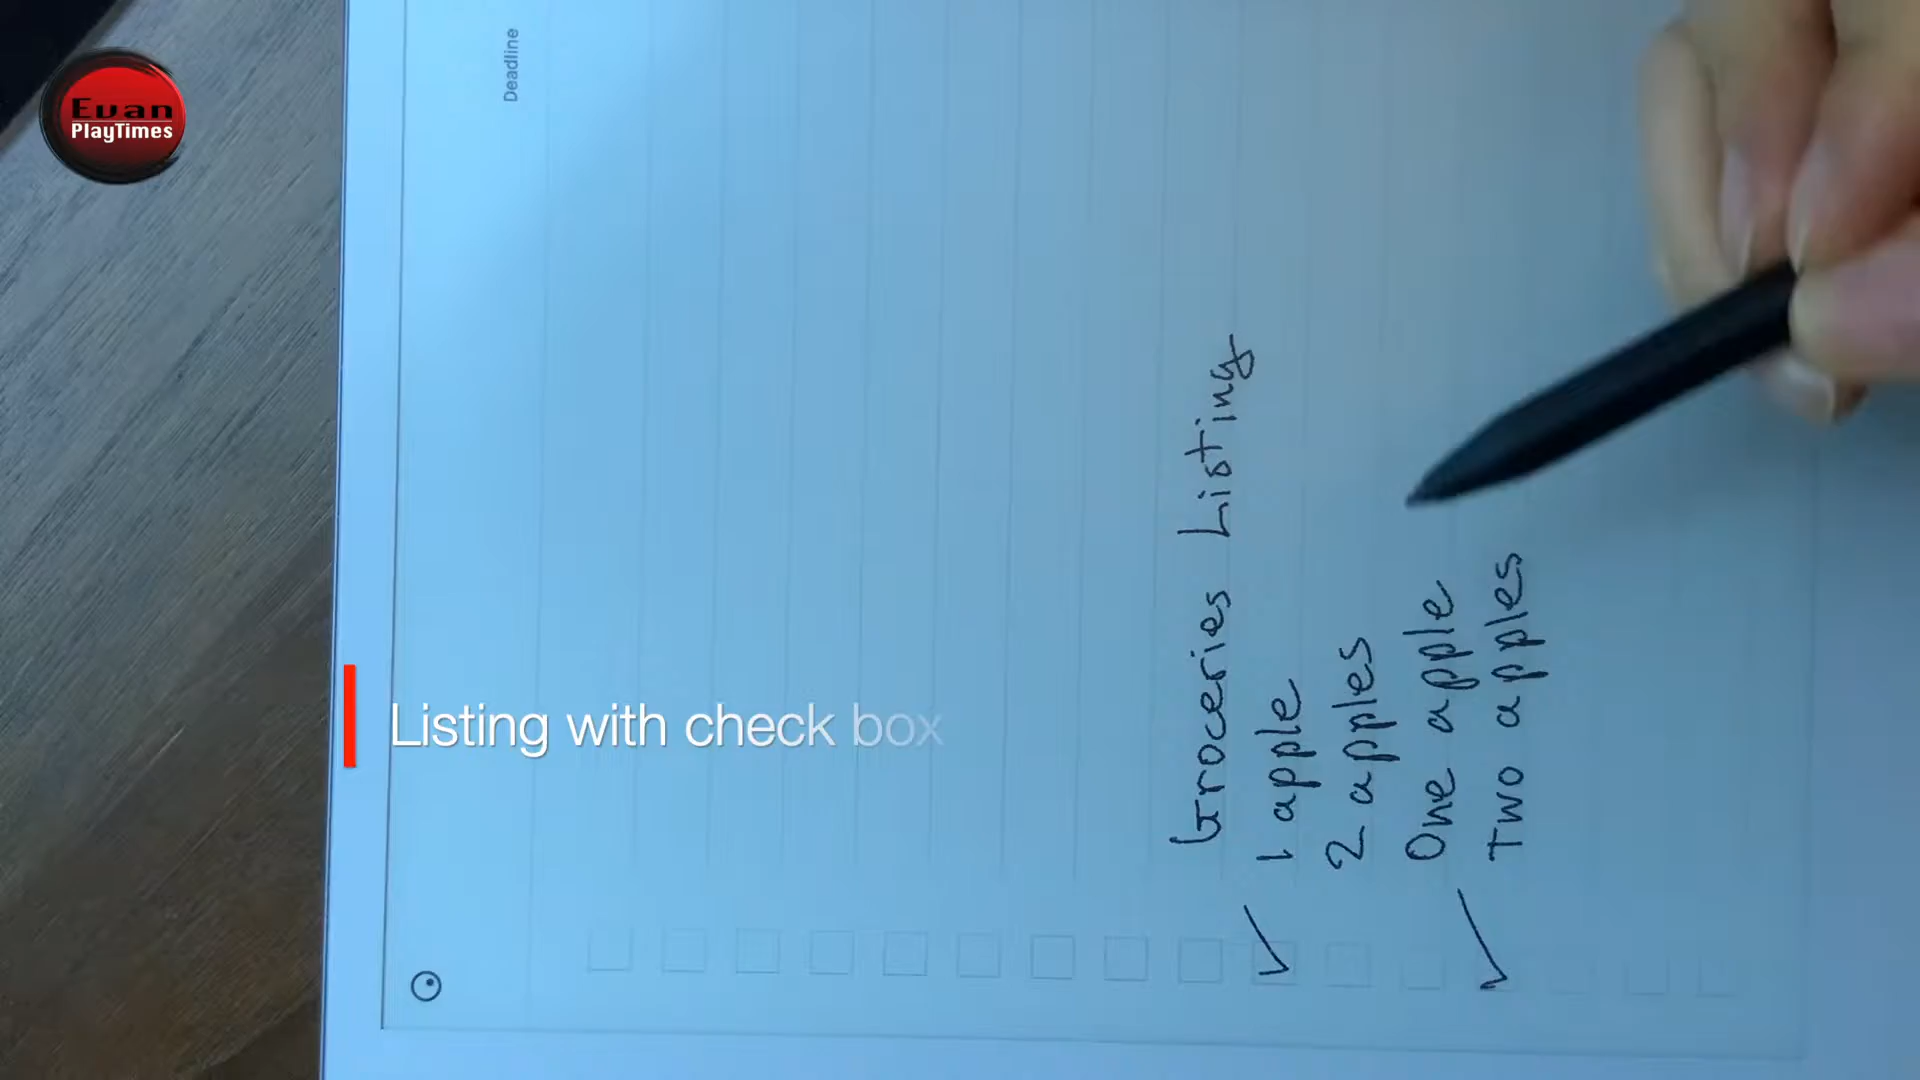 Evan
PlayTimes
Deadline
Groceries Listing
1 apple
2 apples
One apple
Two apples
Listing with check box